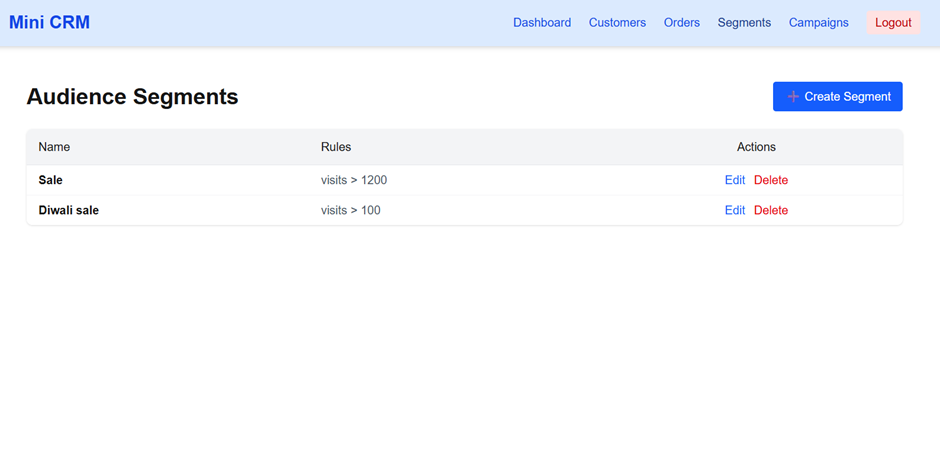 Mini CRM Dashboard Customers Orders Segments Campaigns Logout
Audience Segments + Create Segment
Name Rules Actions
Sale visits > 1200 Edit Delete
Diwali sale visits > 100 Edit Delete